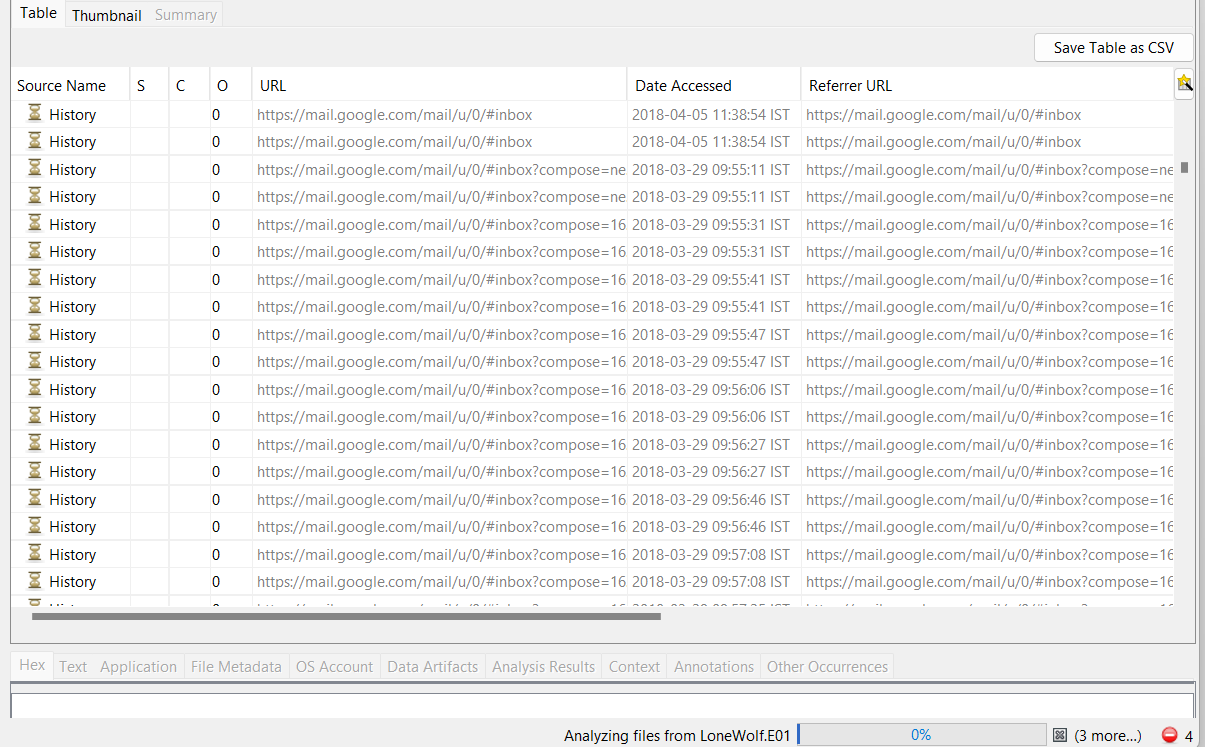 Table Thumbnail Summary
Save Table as CSV
Source Name S C O URL Date Accessed Referrer URL
History 0 https://mail.google.com/mail/u/0/#inbox 2018-04-05 11:38:54 IST https://mail.google.com/mail/u/0/#inbox
History 0 https://mail.google.com/mail/u/0/#inbox 2018-04-05 11:38:54 IST https://mail.google.com/mail/u/0/#inbox
History 0 https://mail.google.com/mail/u/0/#inbox?compose=ne 2018-03-29 09:55:11 IST https://mail.google.com/mail/u/0/#inbox?compose=ne
History 0 https://mail.google.com/mail/u/0/#inbox?compose=ne 2018-03-29 09:55:11 IST https://mail.google.com/mail/u/0/#inbox?compose=ne
History 0 https://mail.google.com/mail/u/0/#inbox?compose=16 2018-03-29 09:55:31 IST https://mail.google.com/mail/u/0/#inbox?compose=16
History 0 https://mail.google.com/mail/u/0/#inbox?compose=16 2018-03-29 09:55:31 IST https://mail.google.com/mail/u/0/#inbox?compose=16
History 0 https://mail.google.com/mail/u/0/#inbox?compose=16 2018-03-29 09:55:41 IST https://mail.google.com/mail/u/0/#inbox?compose=16
History 0 https://mail.google.com/mail/u/0/#inbox?compose=16 2018-03-29 09:55:41 IST https://mail.google.com/mail/u/0/#inbox?compose=16
History 0 https://mail.google.com/mail/u/0/#inbox?compose=16 2018-03-29 09:55:47 IST https://mail.google.com/mail/u/0/#inbox?compose=16
History 0 https://mail.google.com/mail/u/0/#inbox?compose=16 2018-03-29 09:55:47 IST https://mail.google.com/mail/u/0/#inbox?compose=16
History 0 https://mail.google.com/mail/u/0/#inbox?compose=16 2018-03-29 09:56:06 IST https://mail.google.com/mail/u/0/#inbox?compose=16
History 0 https://mail.google.com/mail/u/0/#inbox?compose=16 2018-03-29 09:56:06 IST https://mail.google.com/mail/u/0/#inbox?compose=16
History 0 https://mail.google.com/mail/u/0/#inbox?compose=16 2018-03-29 09:56:27 IST https://mail.google.com/mail/u/0/#inbox?compose=16
History 0 https://mail.google.com/mail/u/0/#inbox?compose=16 2018-03-29 09:56:27 IST https://mail.google.com/mail/u/0/#inbox?compose=16
History 0 https://mail.google.com/mail/u/0/#inbox?compose=16 2018-03-29 09:56:46 IST https://mail.google.com/mail/u/0/#inbox?compose=16
History 0 https://mail.google.com/mail/u/0/#inbox?compose=16 2018-03-29 09:56:46 IST https://mail.google.com/mail/u/0/#inbox?compose=16
History 0 https://mail.google.com/mail/u/0/#inbox?compose=16 2018-03-29 09:57:08 IST https://mail.google.com/mail/u/0/#inbox?compose=16
History 0 https://mail.google.com/mail/u/0/#inbox?compose=16 2018-03-29 09:57:08 IST https://mail.google.com/mail/u/0/#inbox?compose=16
Hex Text Application File Metadata OS Account Data Artifacts Analysis Results Context Annotations Other Occurrences
Analyzing files from LoneWolf.E01 0% (3 more...) 4